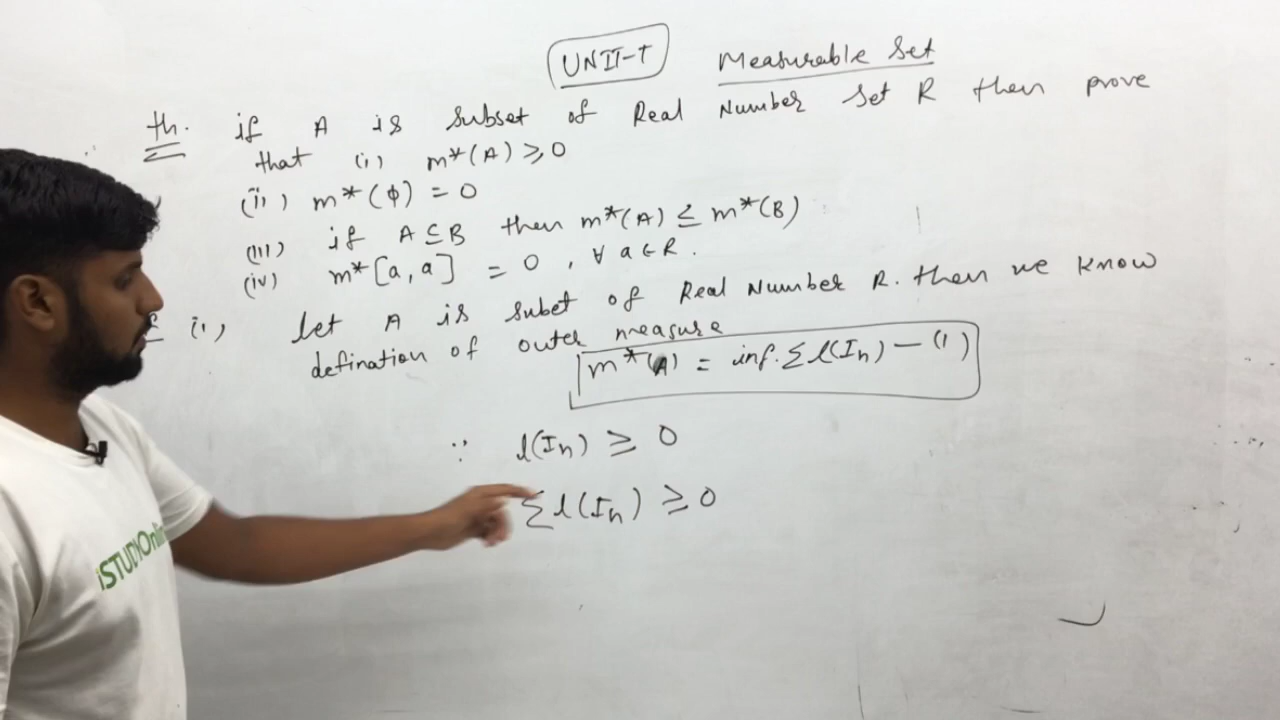 UNIT-I Measurable Set
th. if A is subset of Real Number set R then prove
that (i) m*(A) ≥ 0
(ii) m*(ϕ) = 0
(iii) if A ⊆ B then m*(A) ≤ m*(B)
(iv) m*[a, a] = 0, ∀ a ∈ R.
(i) let A is subet of Real Number R. then we know
defination of outer measure
m*(A) = inf. Σ l(In) — (1)
∵ l(In) ≥ 0
Σ l(In) ≥ 0
iSTUDYOnlin